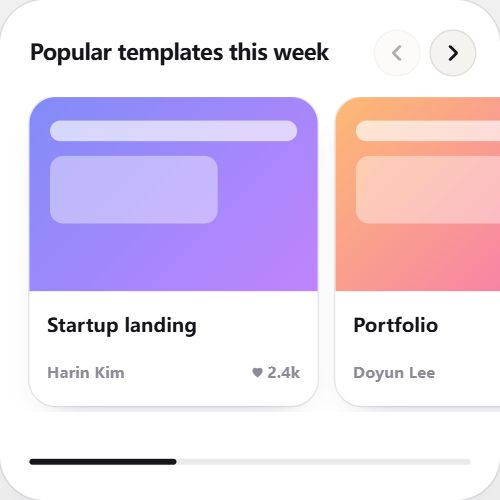 Popular templates this week
Startup landing
Harin Kim
♥ 2.4k
Portfolio
Doyun Lee